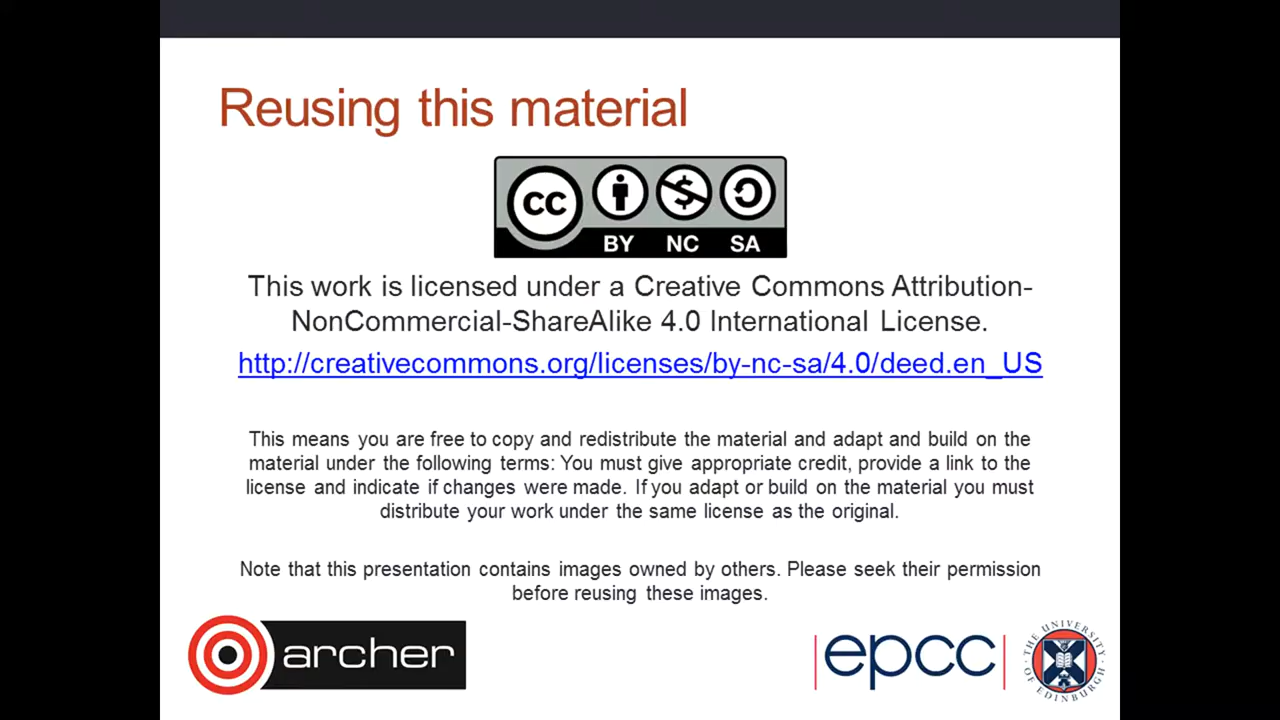 Reusing this material
CC
BY NC SA
This work is licensed under a Creative Commons Attribution-
NonCommercial-ShareAlike 4.0 International License.
http://creativecommons.org/licenses/by-nc-sa/4.0/deed.en_US
This means you are free to copy and redistribute the material and adapt and build on the
material under the following terms: You must give appropriate credit, provide a link to the
license and indicate if changes were made. If you adapt or build on the material you must
distribute your work under the same license as the original.
Note that this presentation contains images owned by others. Please seek their permission
before reusing these images.
archer
epcc
THE UNIVERSITY
OF EDINBURGH